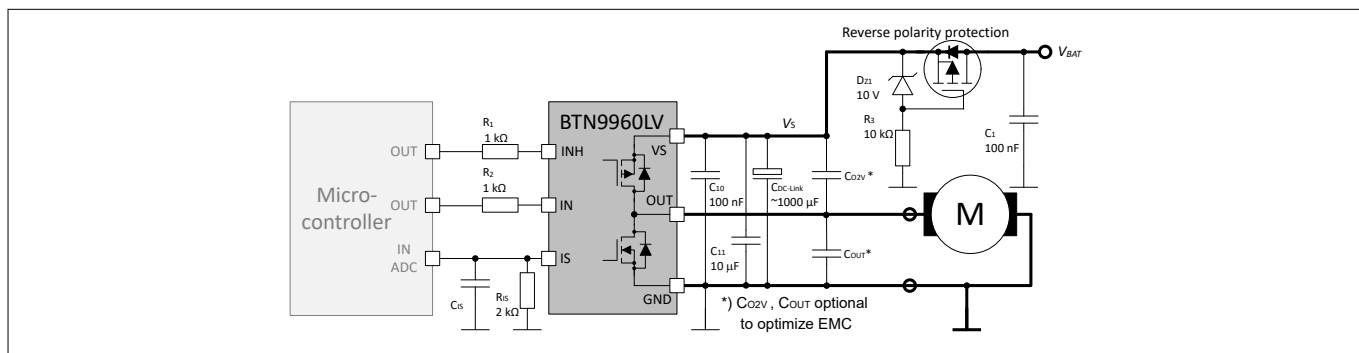 Reverse polarity protection
VBAT
DZ1
10 V
R3
10 kΩ
C1
100 nF
R1
1 kΩ
BTN9960LV
VS
OUT
INH
VS
Micro-
controller
R2
1 kΩ
OUT
IN
OUT
C10
100 nF
CDC-Link
~1000 µF
CO2V*
M
IN
ADC
IS
C11
10 µF
COUT*
CIS
RIS
2 kΩ
GND
*) CO2V , COUT optional
to optimize EMC